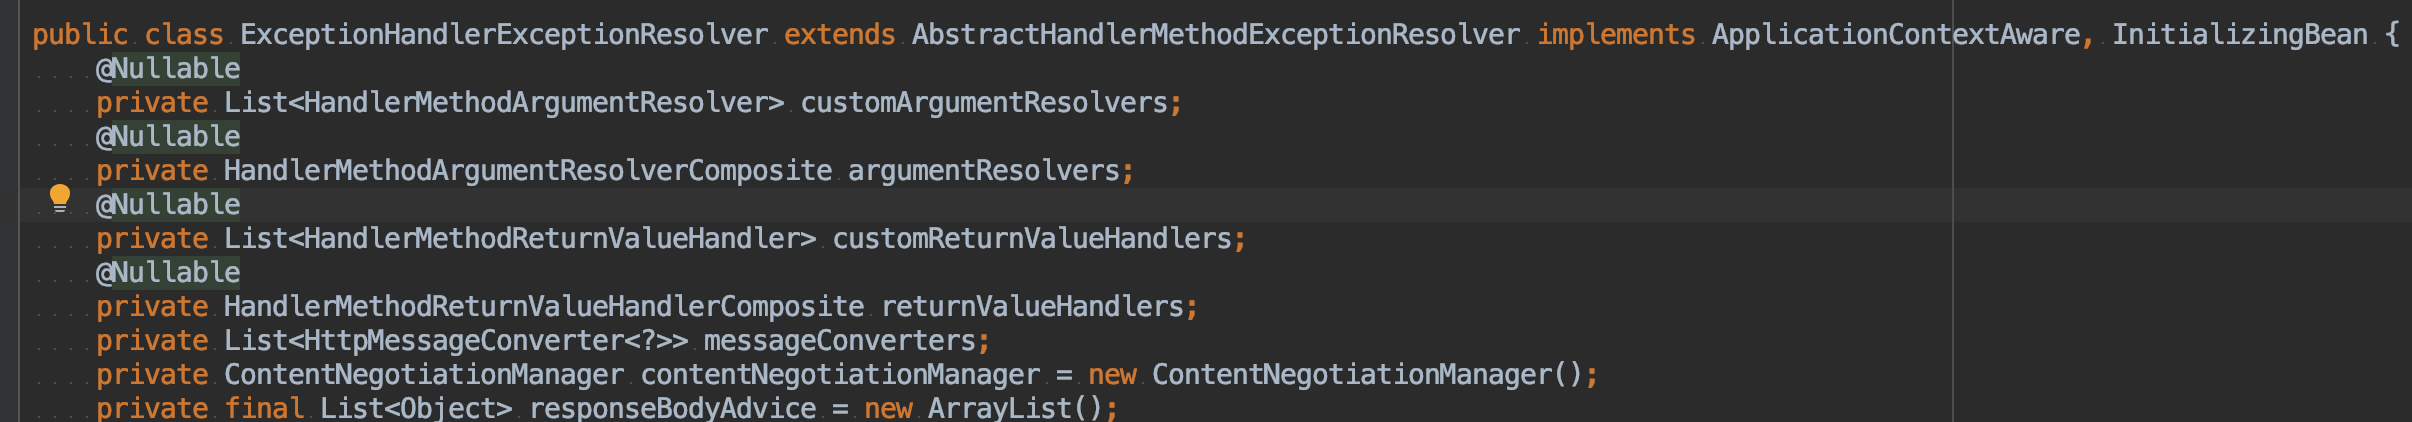 public class ExceptionHandlerExceptionResolver extends AbstractHandlerMethodExceptionResolver implements ApplicationContextAware, InitializingBean {
    @Nullable
    private List<HandlerMethodArgumentResolver> customArgumentResolvers;
    @Nullable
    private HandlerMethodArgumentResolverComposite argumentResolvers;
    @Nullable
    private List<HandlerMethodReturnValueHandler> customReturnValueHandlers;
    @Nullable
    private HandlerMethodReturnValueHandlerComposite returnValueHandlers;
    private List<HttpMessageConverter<?>> messageConverters;
    private ContentNegotiationManager contentNegotiationManager = new ContentNegotiationManager();
    private final List<Object> responseBodyAdvice = new ArrayList();